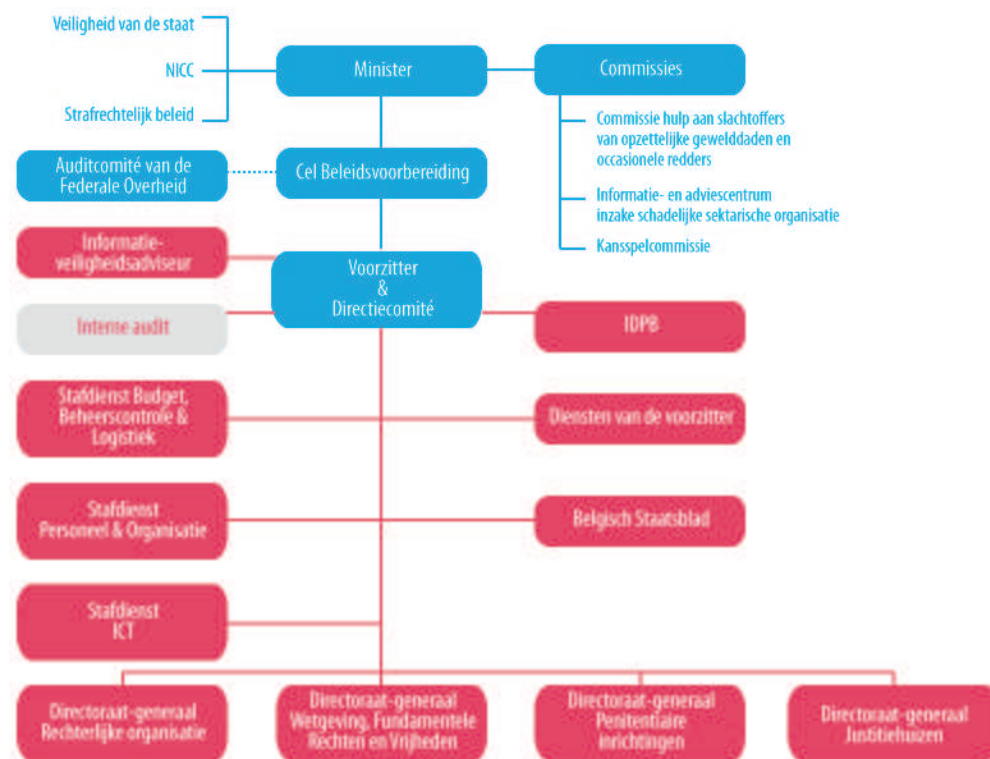 Veiligheid van de staat
NICC
Strafrechtelijk beleid
Minister
Commissies
Commissie hulp aan slachtoffers
van opzettelijke gewelddaden en
occasionele redders
Informatie- en adviescentrum
inzake schadelijke sektarische organisatie
Kansspelcommissie
Auditcomité van de
Federale Overheid
Cel Beleidsvoorbereiding
Informatie-
veiligheidsadviseur
Voorzitter
&
Directiecomité
Interne audit
IDPB
Stafdienst Budget,
Beheerscontrole &
Logistiek
Diensten van de voorzitter
Stafdienst
Personeel & Organisatie
Belgisch Staatsblad
Stafdienst
ICT
Directoraat-generaal
Rechterlijke organisatie
Directoraat-generaal
Wetgeving, Fundamentele
Rechten en Vrijheden
Directoraat-generaal
Penitentiaire
inrichtingen
Directoraat-generaal
Justitiehuizen